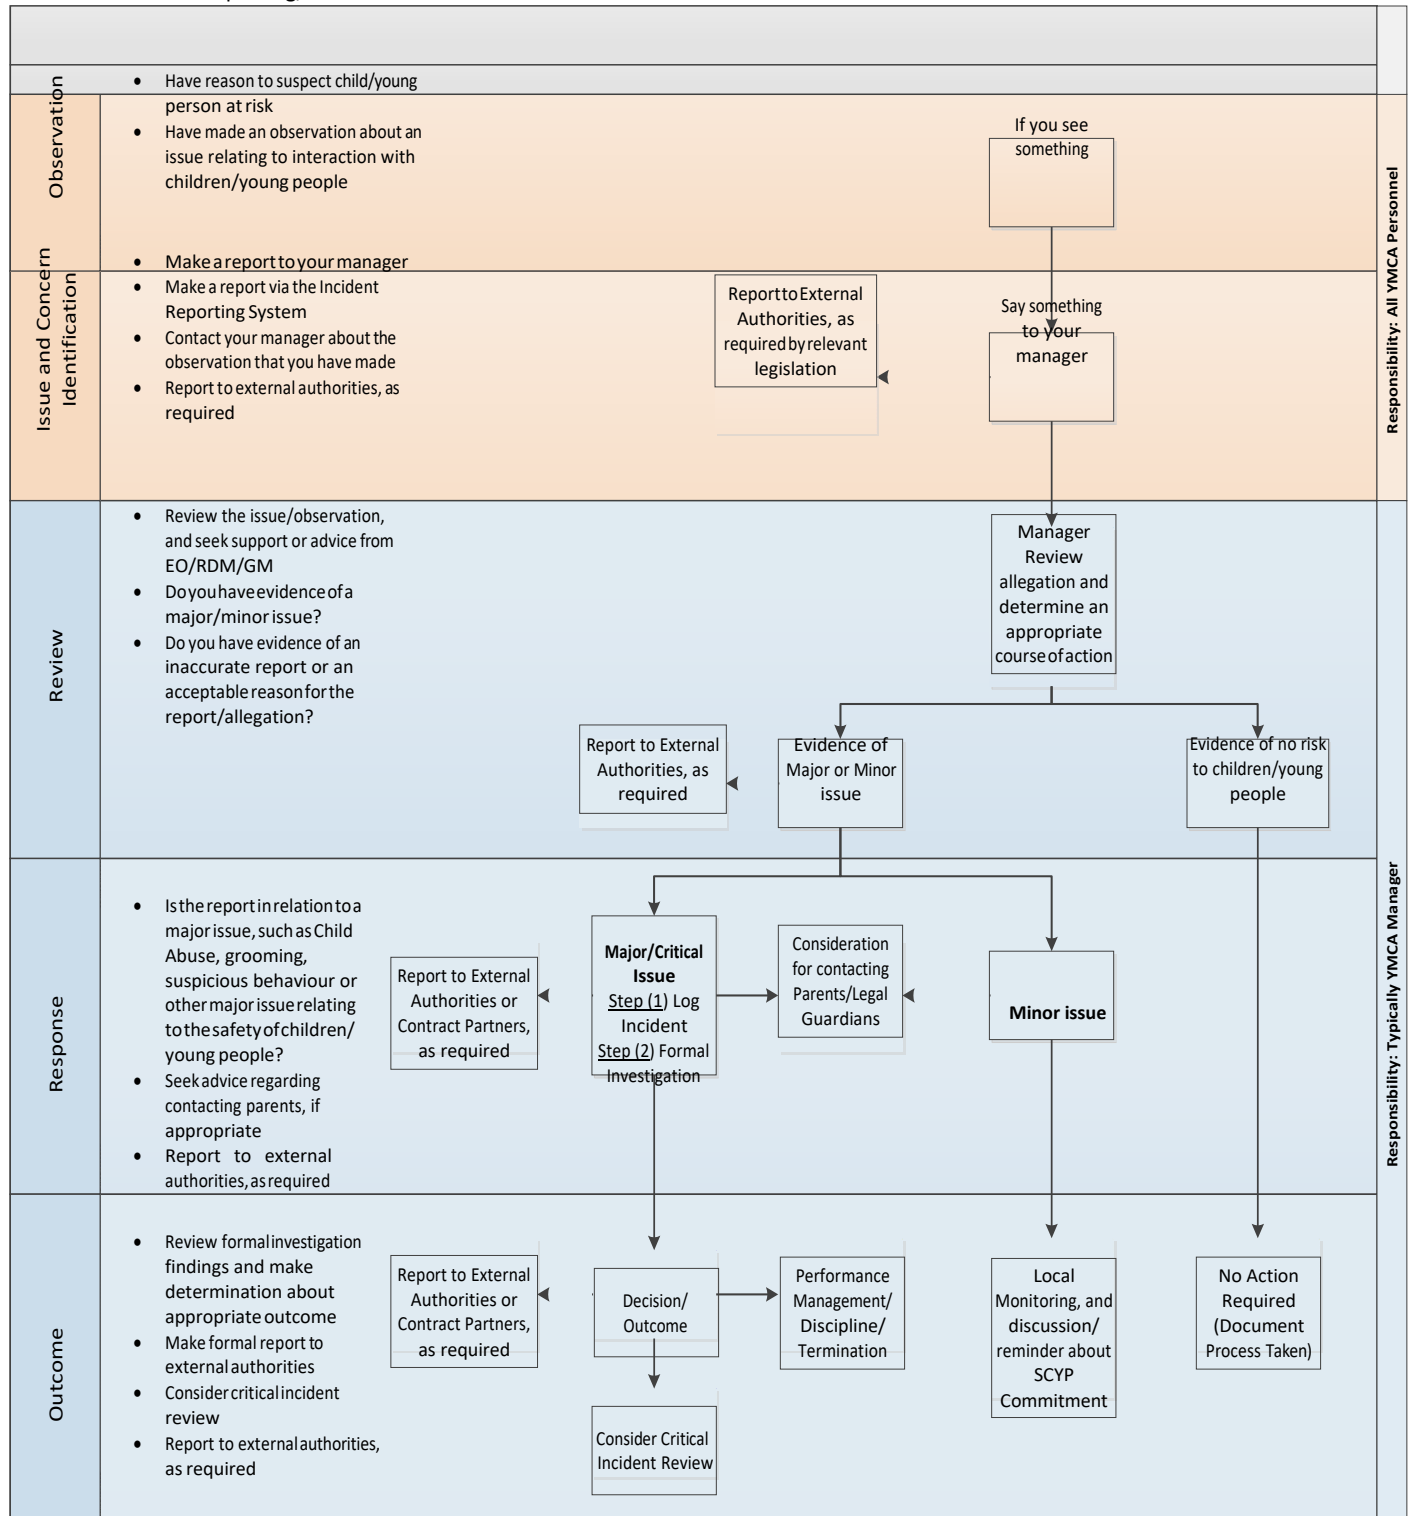 Observation
• Have reason to suspect child/young
person at risk
• Have made an observation about an
issue relating to interaction with
children/young people
If you see
something
Responsibility: All YMCA Personnel
Issue and Concern
Identification
• Make a report to your manager
• Make a report via the Incident
Reporting System
• Contact your manager about the
observation that you have made
• Report to external authorities, as
required
Report to External
Authorities, as
required by relevant
legislation
Say something
to your
manager
Review
• Review the issue/observation,
and seek support or advice from
EO/RDM/GM
• Do you have evidence of a
major/minor issue?
• Do you have evidence of an
inaccurate report or an
acceptable reason for the
report/allegation?
Manager
Review
allegation and
determine an
appropriate
course of action
Report to External
Authorities, as
required
Evidence of
Major or Minor
issue
Evidence of no risk
to children/young
people
Responsibility: Typically YMCA Manager
Response
• Is the report in relation to a
major issue, such as Child
Abuse, grooming,
suspicious behaviour or
other major issue relating
to the safety of children/
young people?
• Seek advice regarding
contacting parents, if
appropriate
• Report to external
authorities, as required
Report to External
Authorities or
Contract Partners,
as required
Major/Critical
Issue
Step (1) Log
Incident
Step (2) Formal
Investigation
Consideration
for contacting
Parents/Legal
Guardians
Minor issue
Outcome
• Review formal investigation
findings and make
determination about
appropriate outcome
• Make formal report to
external authorities
• Consider critical incident
review
• Report to external authorities,
as required
Report to External
Authorities or
Contract Partners,
as required
Decision/
Outcome
Performance
Management/
Discipline/
Termination
Local
Monitoring, and
discussion/
reminder about
SCYP
Commitment
No Action
Required
(Document
Process Taken)
Consider Critical
Incident Review